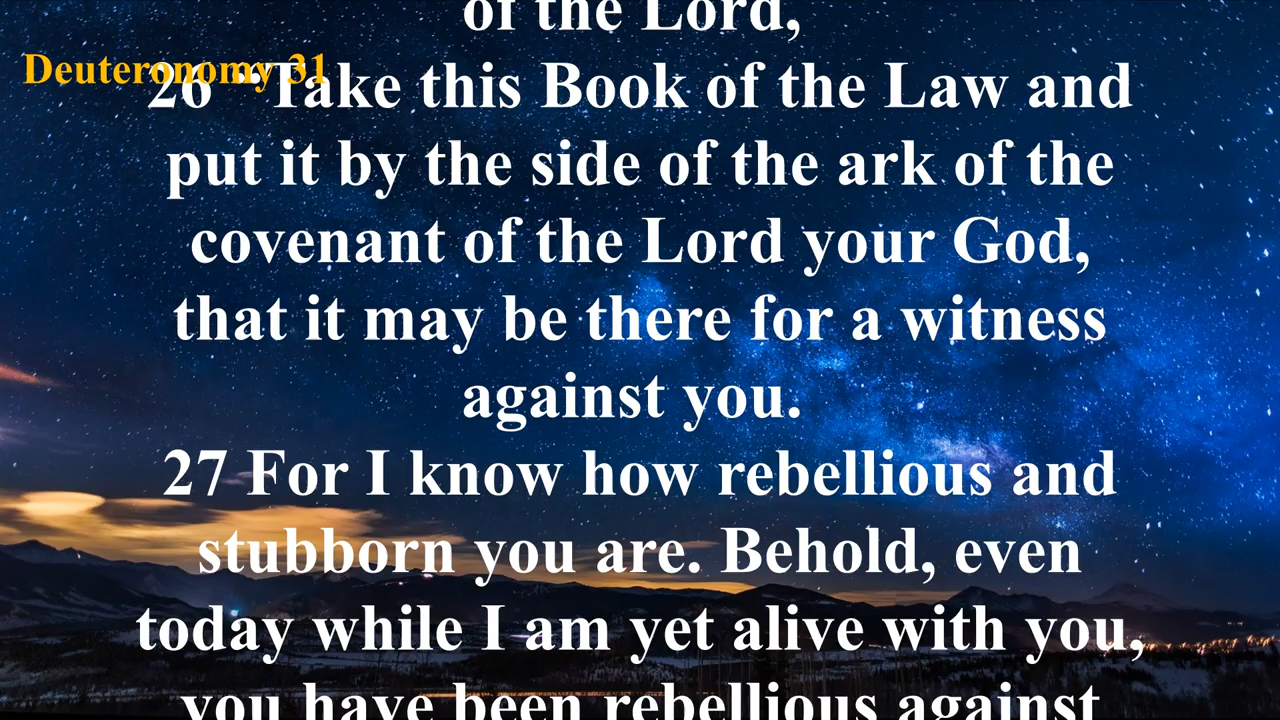 of the Lord,
Deuteronomy 31
26 “Take this Book of the Law and
put it by the side of the ark of the
covenant of the Lord your God,
that it may be there for a witness
against you.
27 For I know how rebellious and
stubborn you are. Behold, even
today while I am yet alive with you,
you have been rebellious against